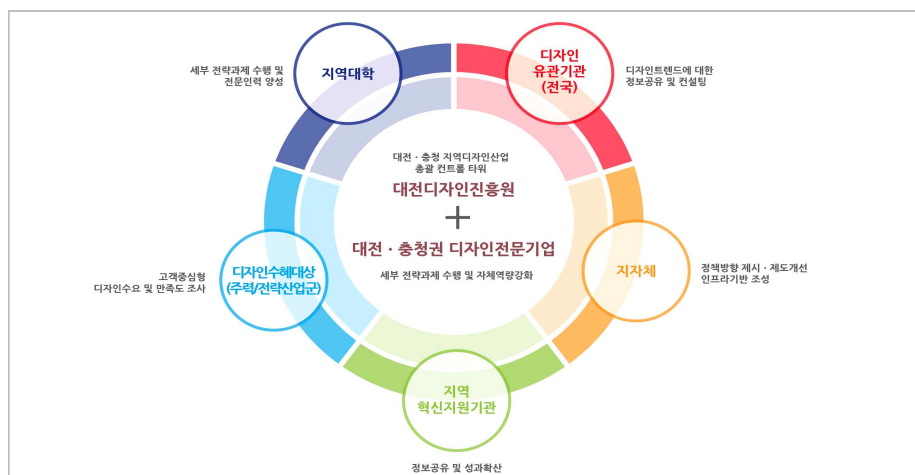 지역대학
세부 전략과제 수행 및
전문인력 양성
디자인
유관기관
(전국)
디자인트렌드에 대한
정보공유 및 컨설팅
대전 · 충청 지역디자인산업
총괄 컨트롤 타워
대전디자인진흥원
+
대전 · 충청권 디자인전문기업
세부 전략과제 수행 및 자체역량강화
디자인수혜대상
(주력/전략산업군)
고객중심형
디자인수요 및 만족도 조사
지자체
정책방향 제시 · 제도개선
인프라기반 조성
지역
혁신지원기관
정보공유 및 성과확산